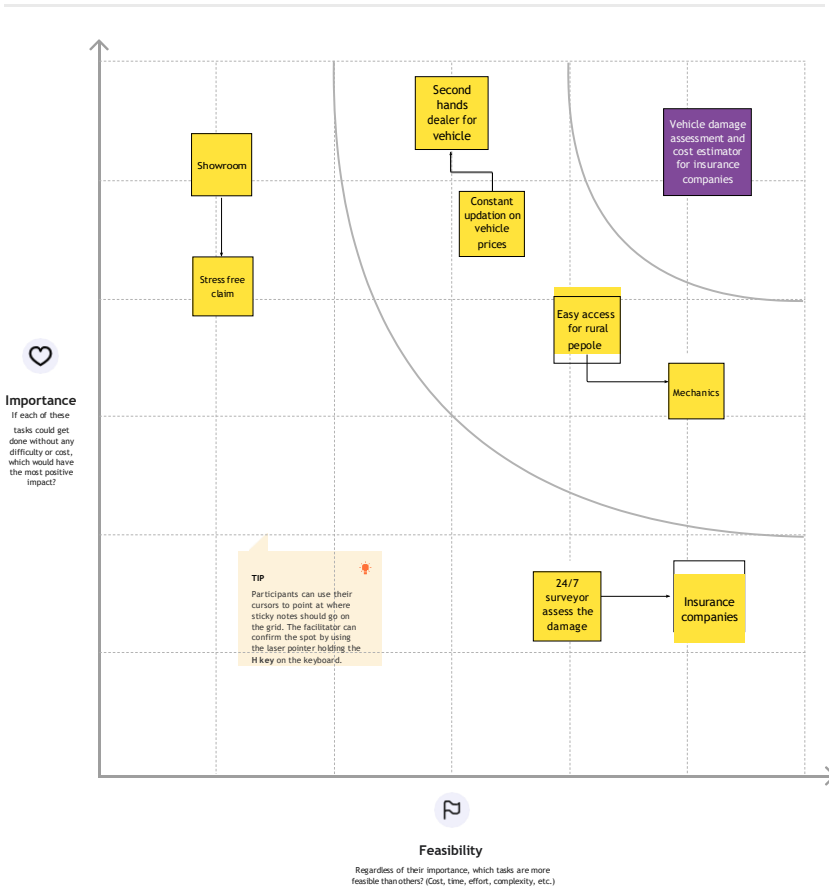 Second
hands
dealer for
vehicle
Vehicle damage
assessment and
cost estimator
for insurance
companies
Showroom
Constant
updation on
vehicle
prices
Stress free
claim
Easy access
for rural
pepole
Mechanics
Importance
If each of these
tasks could get
done without any
difficulty or cost,
which would have
the most positive
impact?
TIP
Participants can use their
cursors to point at where
sticky notes should go on
the grid. The facilitator can
confirm the spot by using
the laser pointer holding the
H key on the keyboard.
24/7
surveyor
assess the
damage
Insurance
companies
Feasibility
Regardless of their importance, which tasks are more
feasible than others? (Cost, time, effort, complexity, etc.)